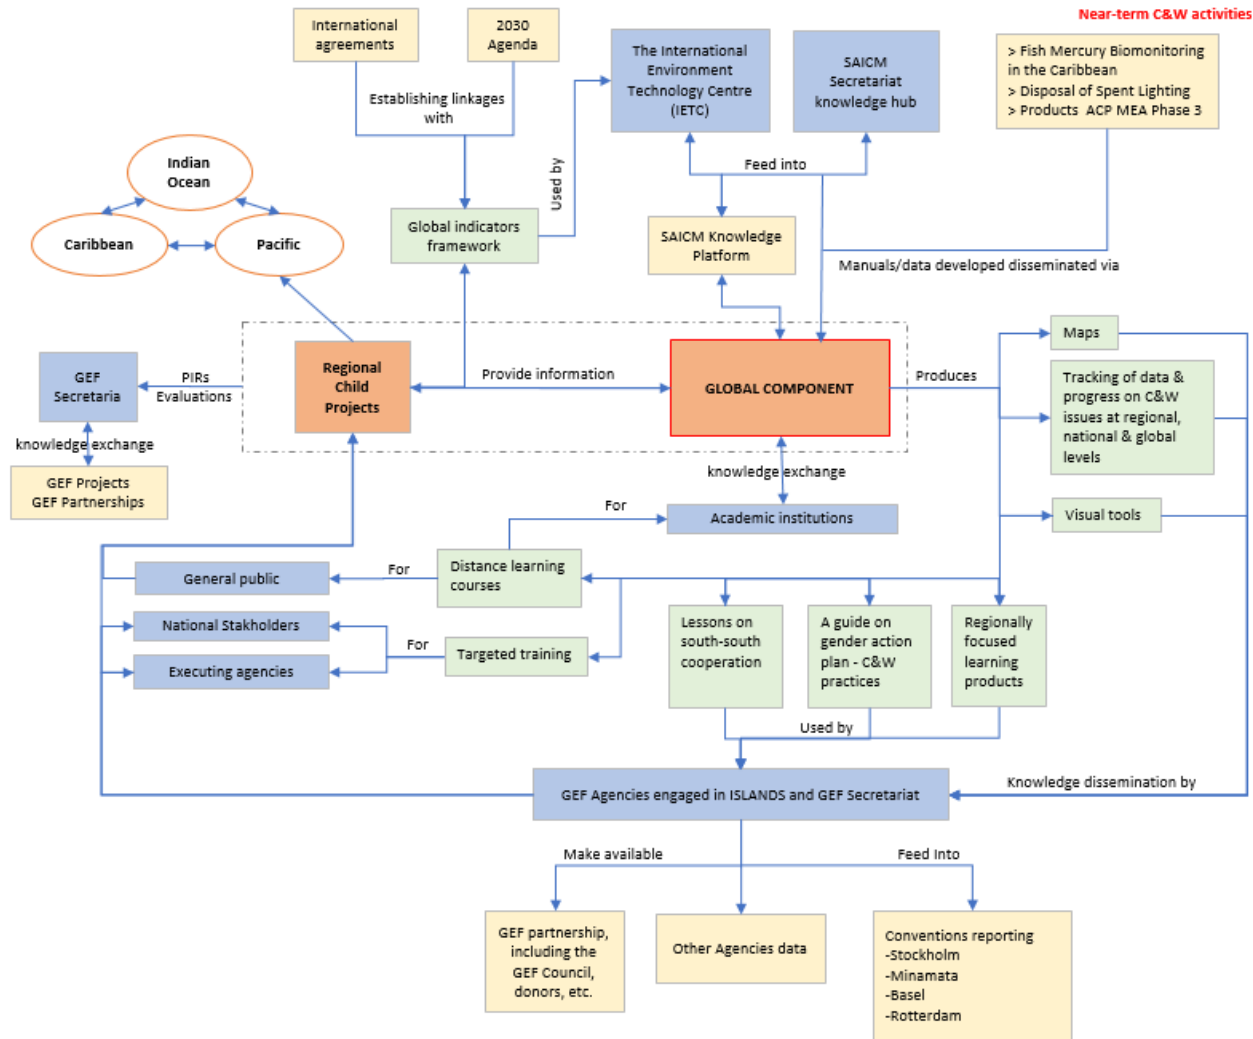 Near-term C&W activities
International
agreements
2030
Agenda
The International
Environment
Technology Centre
(IETC)
SAICM
Secretariat
knowledge hub
> Fish Mercury Biomonitoring
in the Caribbean
> Disposal of Spent Lighting
> Products  ACP MEA Phase 3
Establishing linkages
with
Used by
Feed into
Indian
Ocean
Caribbean
Pacific
Global indicators
framework
SAICM Knowledge
Platform
Manuals/data developed disseminated via
GEF
Secretaria
PIRs
Evaluations
Regional
Child
Projects
Provide information
GLOBAL COMPONENT
Produces
Maps
Tracking of data &
progress on C&W
issues at regional,
national & global
levels
knowledge exchange
GEF Projects
GEF Partnerships
knowledge exchange
For
Academic institutions
Visual tools
General public
For
Distance learning
courses
National Stakholders
For
Targeted training
Executing agencies
Lessons on
south-south
cooperation
A guide on
gender action
plan - C&W
practices
Regionally
focused
learning
products
Used by
GEF Agencies engaged in ISLANDS and GEF Secretariat
Knowledge dissemination by
Make available
Feed Into
GEF partnership,
including the
GEF Council,
donors, etc.
Other Agencies data
Conventions reporting
-Stockholm
-Minamata
-Basel
-Rotterdam